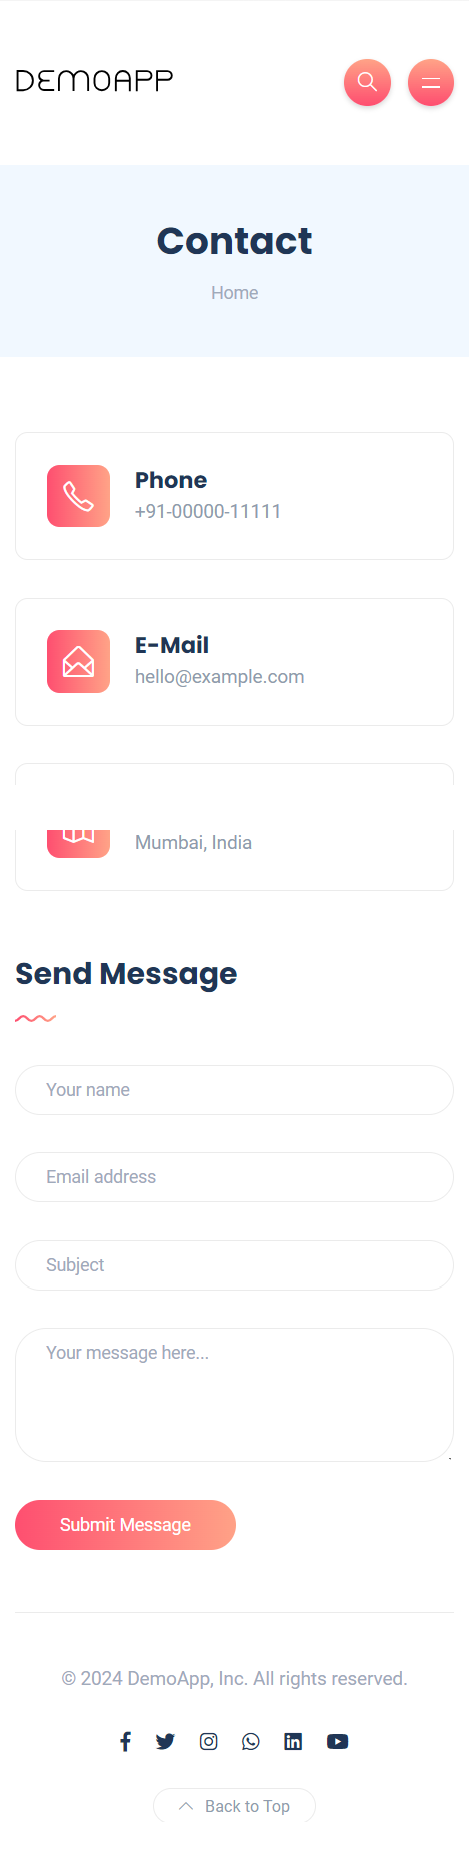 DEMOAPP
Contact
Home
Phone
+91-00000-11111
E-Mail
hello@example.com
Mumbai, India
Send Message
Your name
Email address
Subject
Your message here...
Submit Message
© 2024 DemoApp, Inc. All rights reserved.
Back to Top